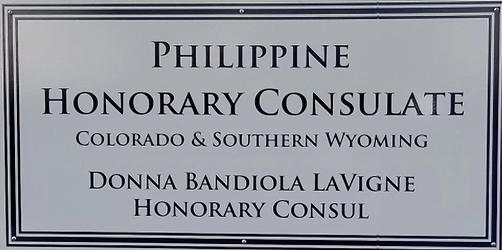 PHILIPPINE
HONORARY CONSULATE
COLORADO & SOUTHERN WYOMING
DONNA BANDIOLA LAVIGNE
HONORARY CONSUL